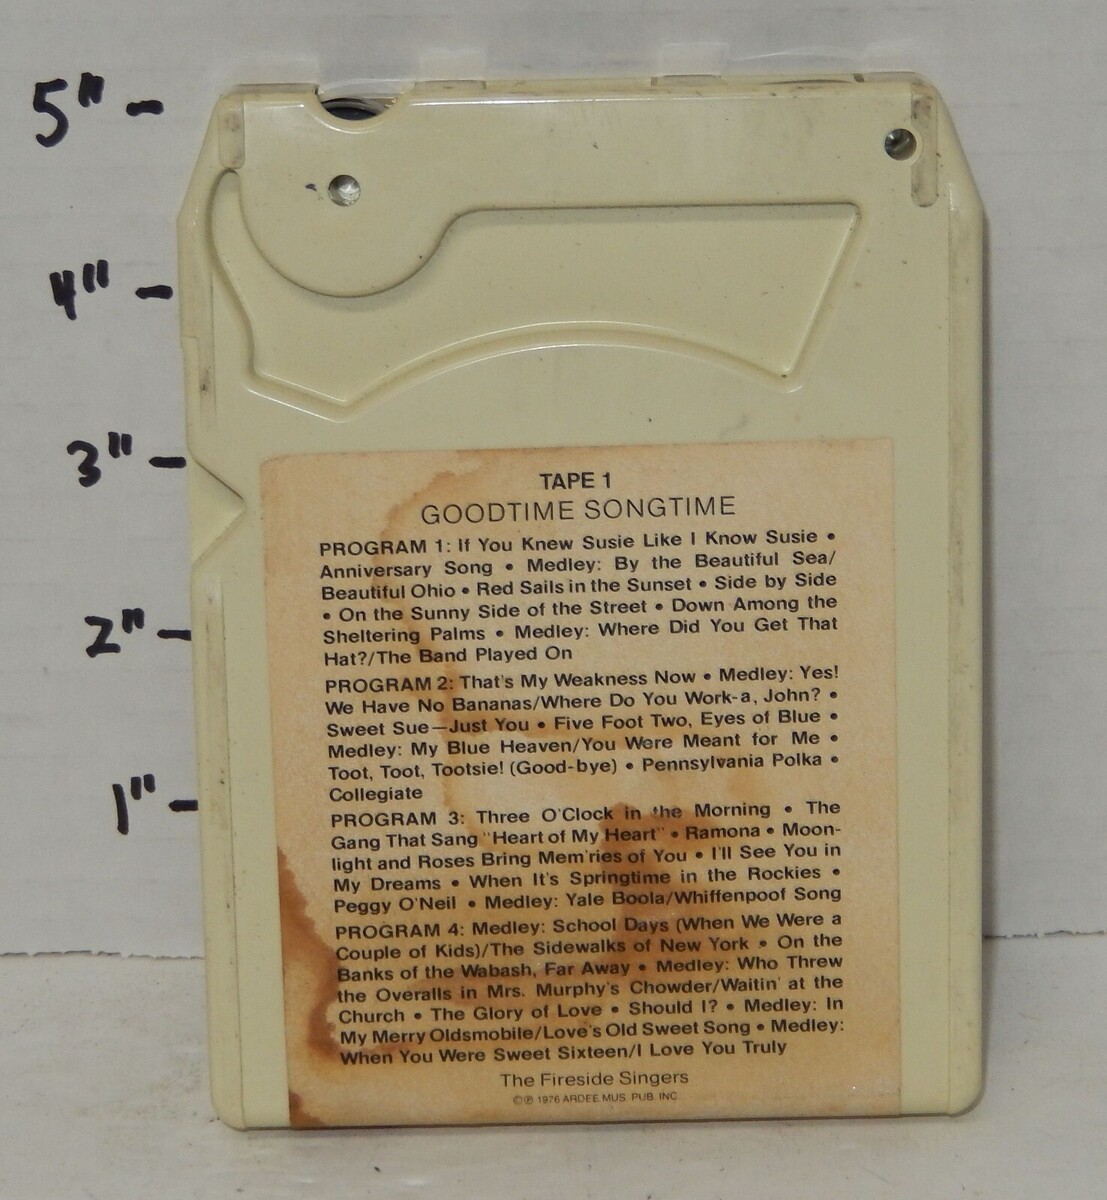 5" -
4" -
3" -
2" -
1" -
TAPE 1
GOODTIME SONGTIME
PROGRAM 1: If You Knew Susie Like I Know Susie •
Anniversary Song • Medley: By the Beautiful Sea/
Beautiful Ohio • Red Sails in the Sunset • Side by Side
• On the Sunny Side of the Street • Down Among the
Sheltering Palms • Medley: Where Did You Get That
Hat?/The Band Played On
PROGRAM 2: That's My Weakness Now • Medley: Yes!
We Have No Bananas/Where Do You Work-a, John? •
Sweet Sue—Just You • Five Foot Two, Eyes of Blue •
Medley: My Blue Heaven/You Were Meant for Me •
Toot, Toot, Tootsie! (Good-bye) • Pennsylvania Polka •
Collegiate
PROGRAM 3: Three O'Clock in the Morning • The
Gang That Sang "Heart of My Heart" • Ramona • Moon-
light and Roses Bring Mem'ries of You • I'll See You in
My Dreams • When It's Springtime in the Rockies •
Peggy O'Neil • Medley: Yale Boola/Whiffenpoof Song
PROGRAM 4: Medley: School Days (When We Were a
Couple of Kids)/The Sidewalks of New York • On the
Banks of the Wabash, Far Away • Medley: Who Threw
the Overalls in Mrs. Murphy's Chowder/Waitin' at the
Church • The Glory of Love • Should I? • Medley: In
My Merry Oldsmobile/Love's Old Sweet Song • Medley:
When You Were Sweet Sixteen/I Love You Truly
The Fireside Singers
©℗ 1976 ARDEE MUS. PUB. INC